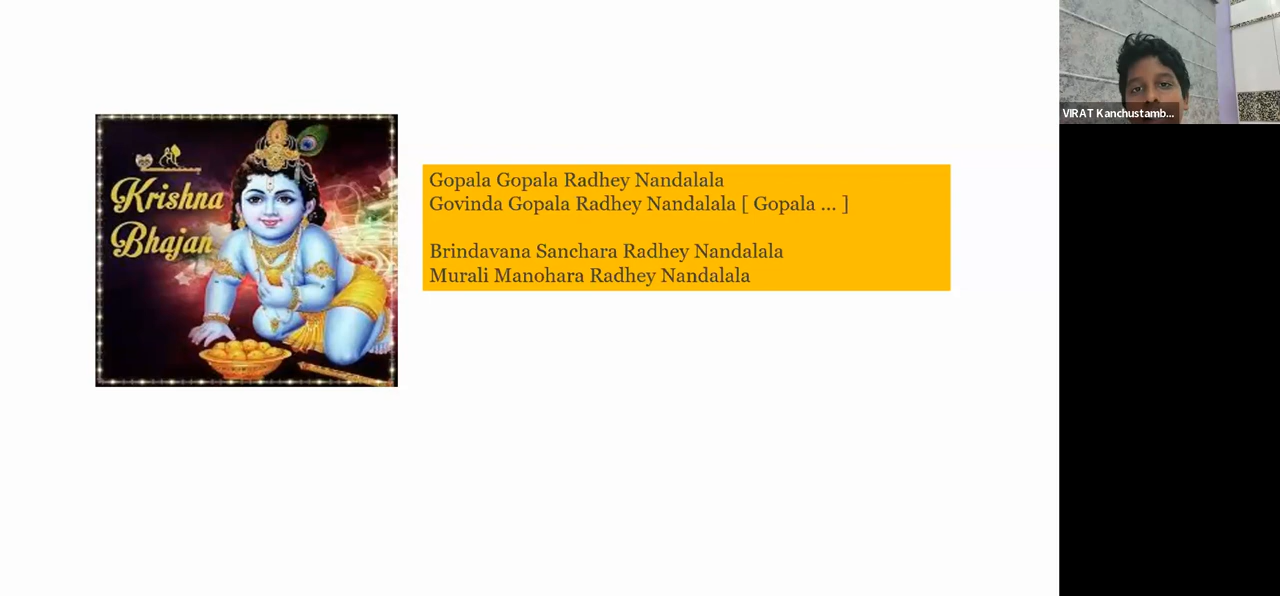 श्री
Krishna
Bhajan
Gopala Gopala Radhey Nandalala
Govinda Gopala Radhey Nandalala [ Gopala ... ]
Brindavana Sanchara Radhey Nandalala
Murali Manohara Radhey Nandalala
VIRAT Kanchustamb...